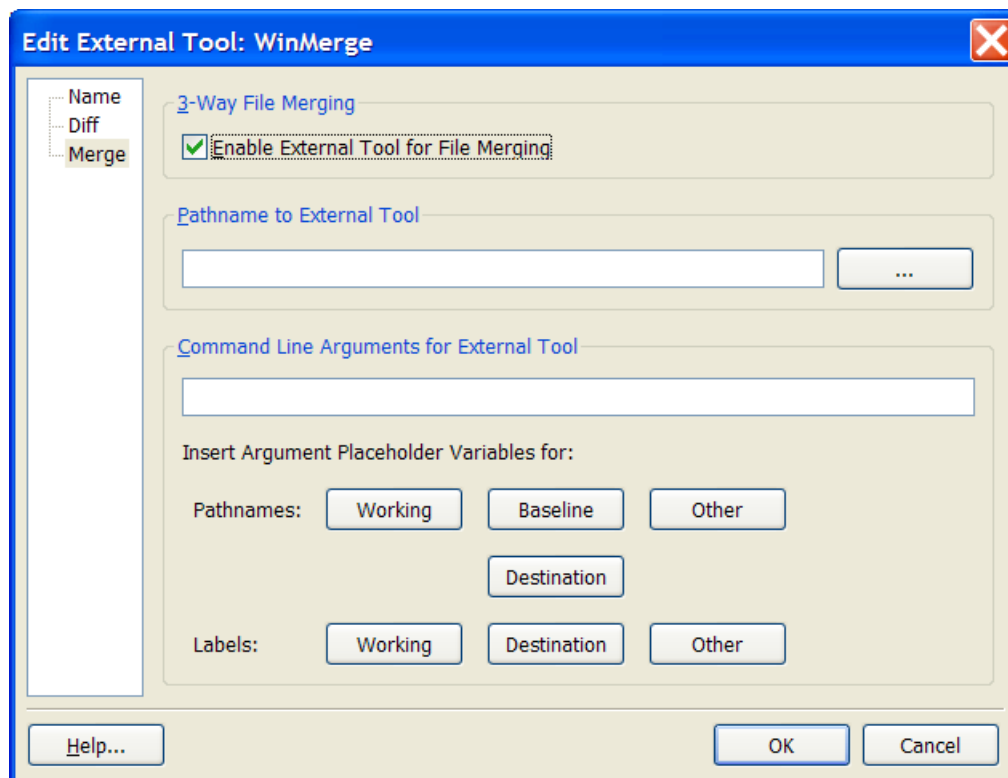 Edit External Tool: WinMerge
Name
Diff
Merge
3-Way File Merging
Enable External Tool for File Merging
Pathname to External Tool
...
Command Line Arguments for External Tool
Insert Argument Placeholder Variables for:
Pathnames: Working Baseline Other
Destination
Labels: Working Destination Other
Help... OK Cancel